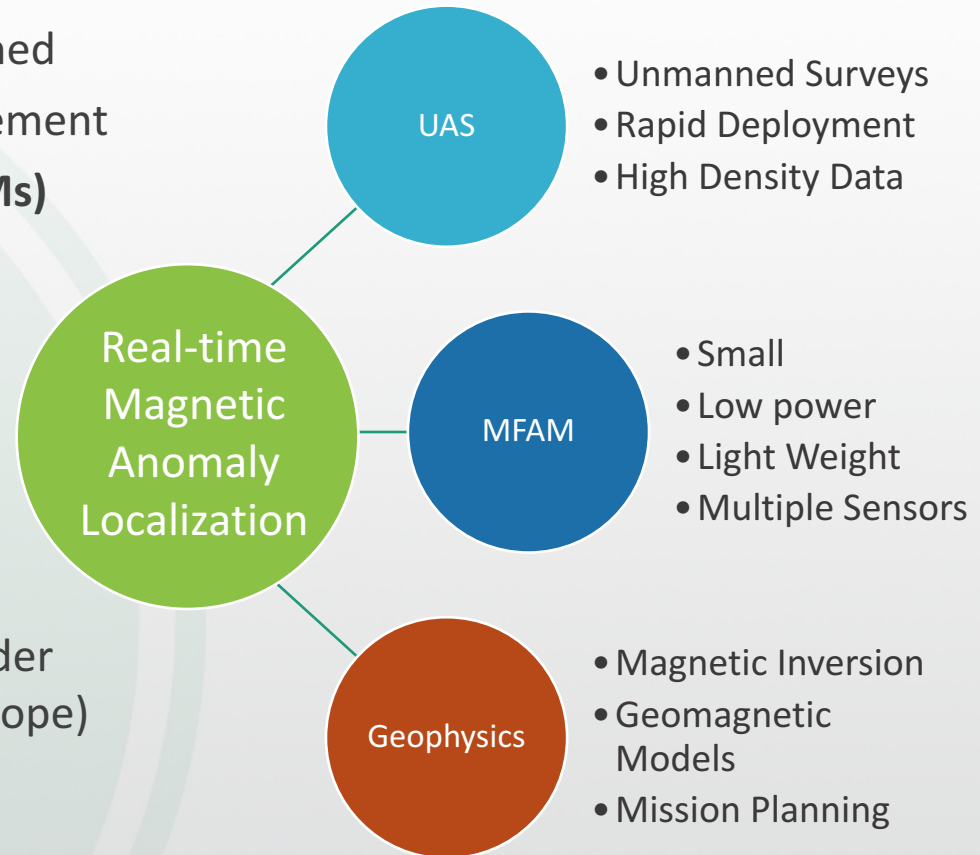 ned
ement
Ms)
der
ope)
Real-time
Magnetic
Anomaly
Localization
UAS
• Unmanned Surveys
• Rapid Deployment
• High Density Data
MFAM
• Small
• Low power
• Light Weight
• Multiple Sensors
Geophysics
• Magnetic Inversion
• Geomagnetic
Models
• Mission Planning